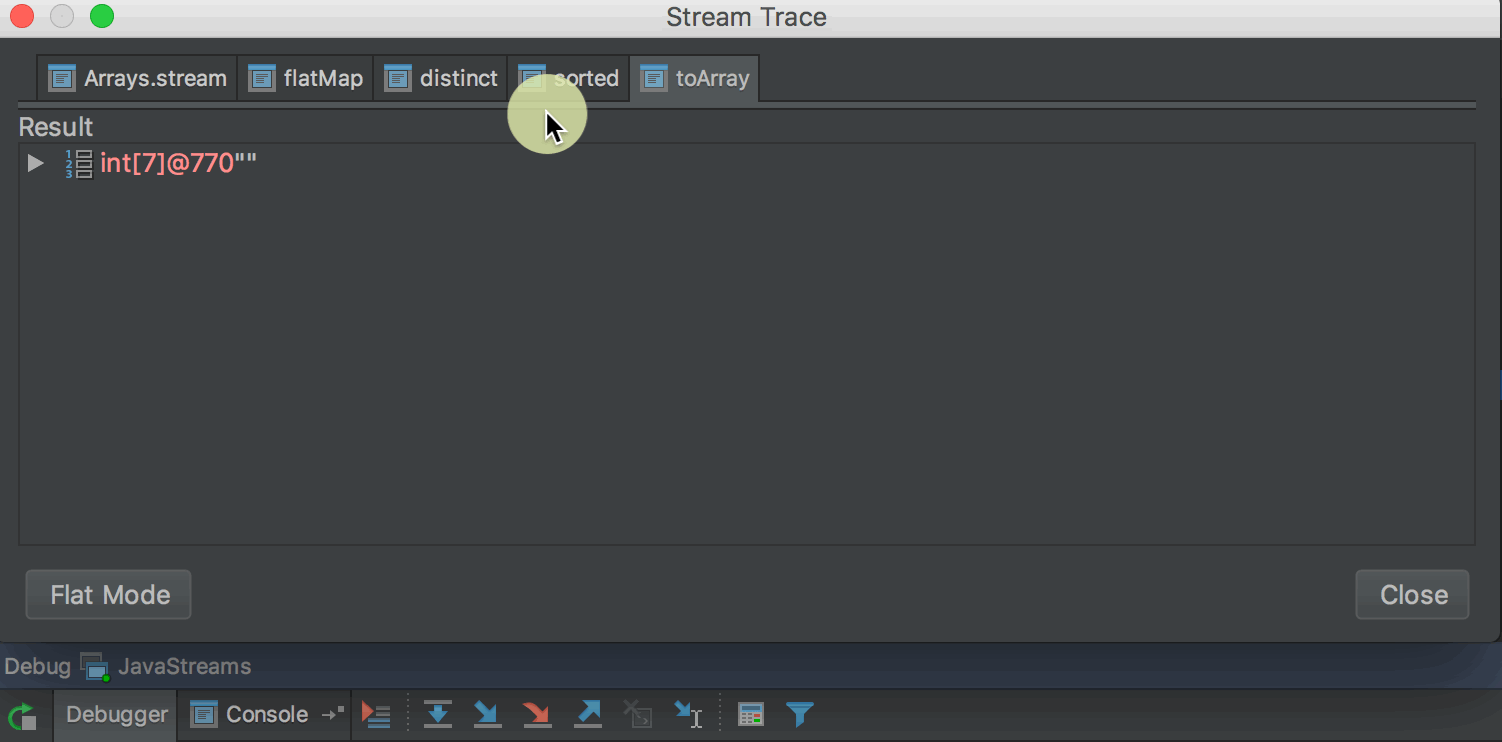 Stream Trace
Arrays.stream flatMap distinct sorted toArray
Result
int[7]@770""
Flat Mode Close
Debug JavaStreams
Debugger Console